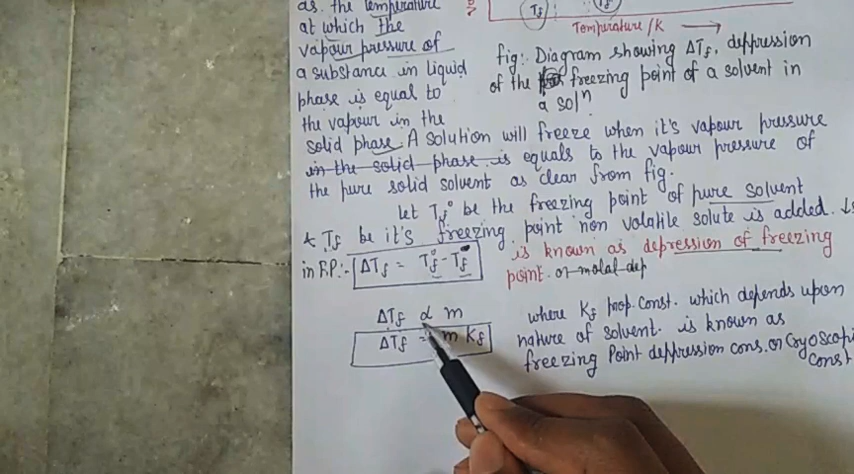 as. the temperature
at which the
vapour pressure of
a substance in liquid
phase is equal to
the vapour in the
solid phase. A solution will freeze when it's vapour pressure
in the solid phase is equals to the vapour pressure of
the pure solid solvent as clear from fig.
Tf
Temperature/K
fig:- Diagram showing ΔTf, deppression
of the freezing point of a solvent in
a solⁿ
Let Tf° be the freezing point of pure solvent
& Tf be it's freezing point non volatile solute is added.
in F.P.:- ΔTf = Tf° - Tf
is known as depression of freezing
point. or molal dep
ΔTf α m
ΔTf = m Kf
where Kf prop. const. which depends upon
nature of solvent. is known as
freezing Point depression cons. or Cryoscopi
const